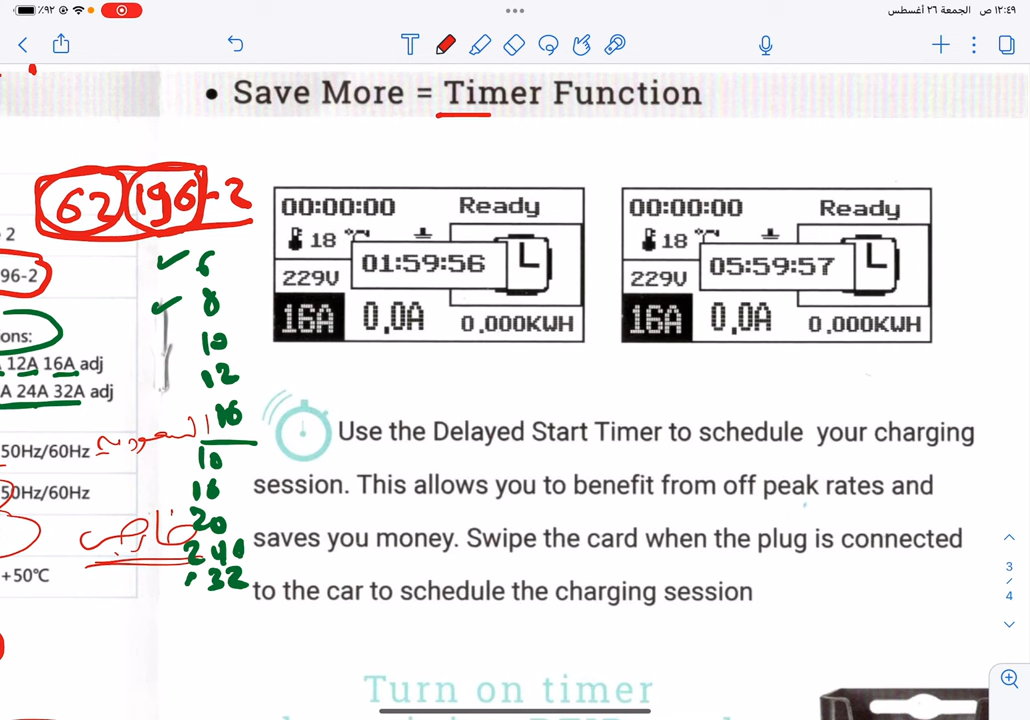 ٪٩٢
١٢:٤٩ ص الجمعة ٢٦ أغسطس
T
• Save More = Timer Function
62 196-2
2
96-2
ons:
12A 16A adj
A 24A 32A adj
50Hz/60Hz
50Hz/60Hz
+50℃
6
8
10
12
16
السعودية
10
16
20
24
32
خارجي
00:00:00 Ready
18 °C
01:59:56
229V
16A 0,0A 0.000KWH
00:00:00 Ready
18 °C
05:59:57
229V
16A 0,0A 0.000KWH
Use the Delayed Start Timer to schedule your charging
session. This allows you to benefit from off peak rates and
saves you money. Swipe the card when the plug is connected
to the car to schedule the charging session
3
/
4
Turn on timer